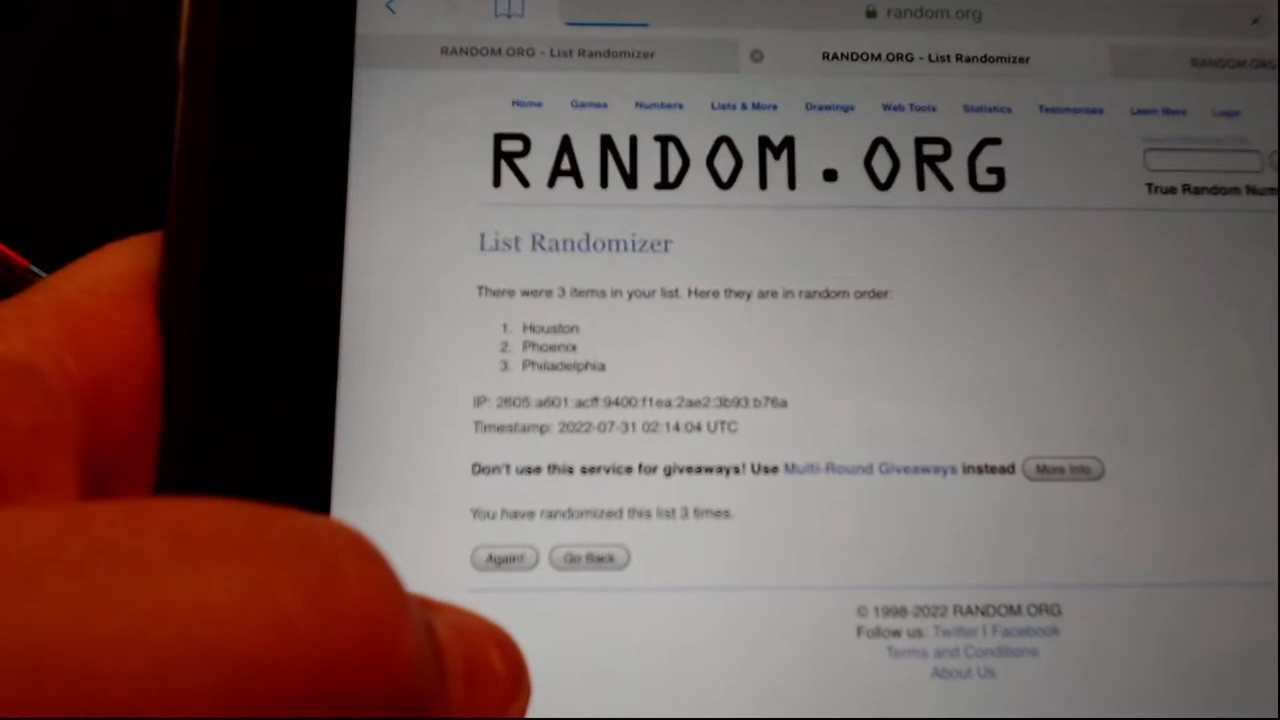 random.org
RANDOM.ORG - List Randomizer
RANDOM.ORG - List Randomizer
RANDOM.ORG
Home Games Numbers Lists & More Drawings Web Tools Statistics Testimonials Learn More Login
RANDOM.ORG
True Random Num
List Randomizer
There were 3 items in your list. Here they are in random order:
1. Houston
2. Phoenix
3. Philadelphia
IP: 2605:a601:acff:9400:f1ea:2ae2:3b93:b76a
Timestamp: 2022-07-31 02:14:04 UTC
Don't use this service for giveaways! Use Multi-Round Giveaways instead More Info
You have randomized this list 3 times.
Again! Go Back
© 1998-2022 RANDOM.ORG
Follow us: Twitter | Facebook
Terms and Conditions
About Us